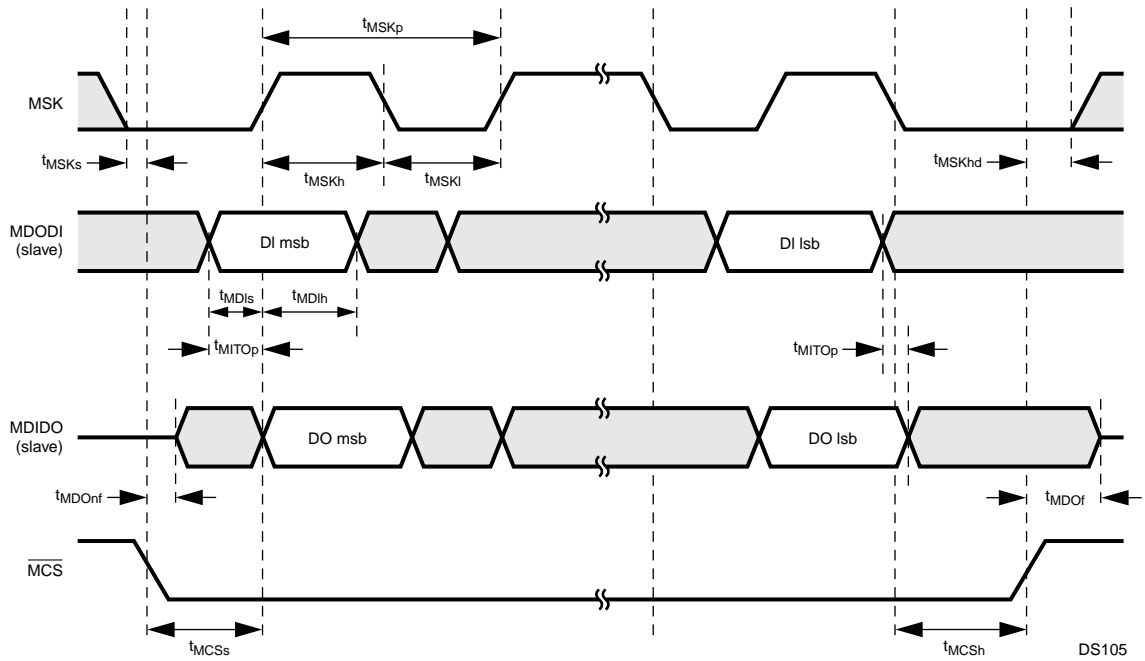 tMSKp
MSK
tMSKs
tMSKh
tMSKl
tMSKhd
MDODI
(slave)
DI msb
DI lsb
tMDIs
tMDIh
tMITOp
tMITOp
MDIDO
(slave)
DO msb
DO lsb
tMDOnf
tMDOf
MCS
tMCSs
tMCSh
DS105